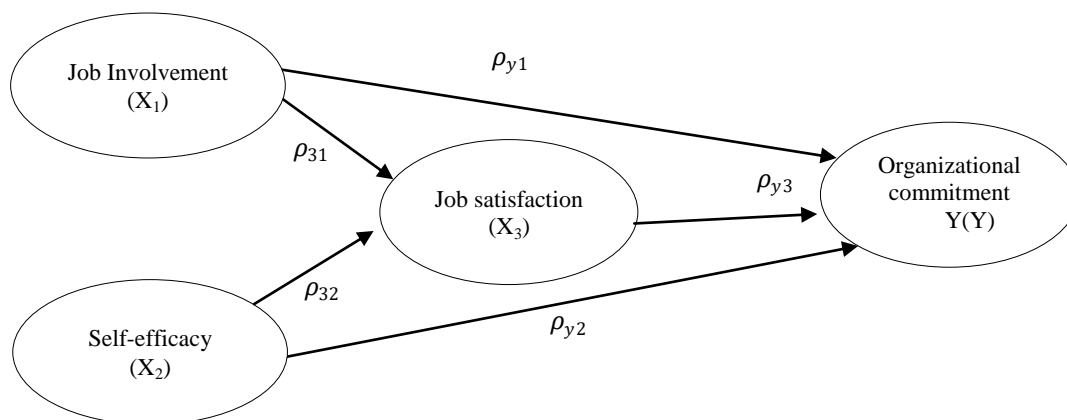 Job Involvement
(X₁)
ρy1
ρ31
Job satisfaction
(X₃)
ρy3
Organizational
commitment
Y(Y)
ρ32
ρy2
Self-efficacy
(X₂)